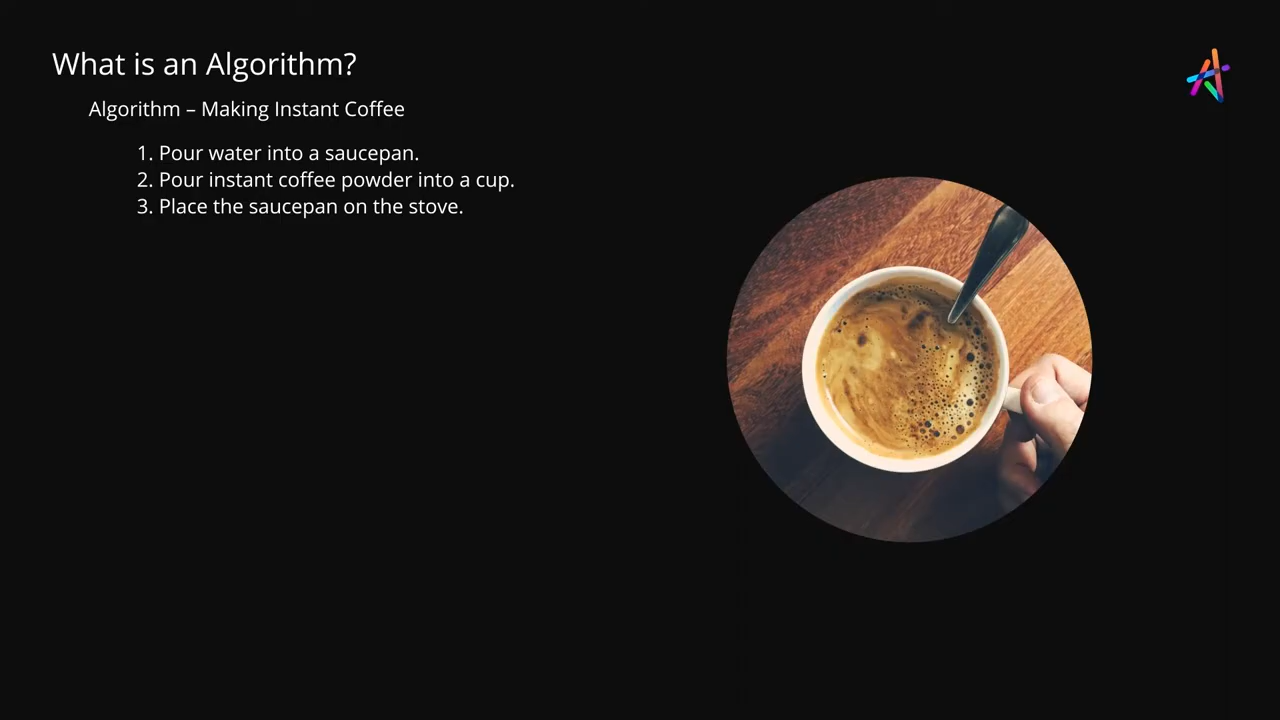 What is an Algorithm?
Algorithm – Making Instant Coffee
1. Pour water into a saucepan.
2. Pour instant coffee powder into a cup.
3. Place the saucepan on the stove.